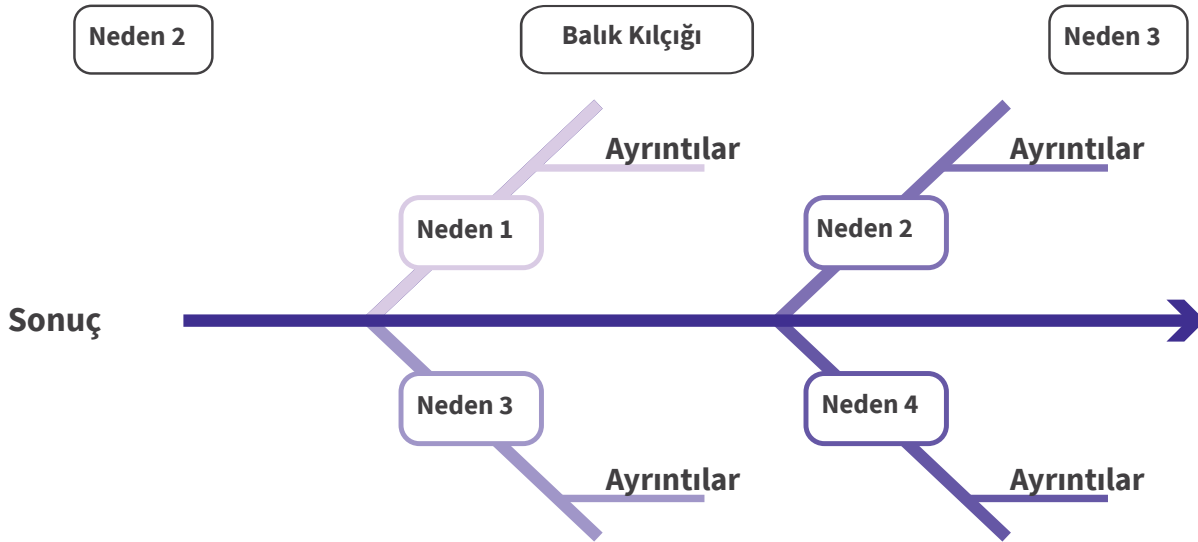 Neden 2
Balık Kılçığı
Neden 3
Ayrıntılar
Ayrıntılar
Neden 1
Neden 2
Sonuç
Neden 3
Neden 4
Ayrıntılar
Ayrıntılar